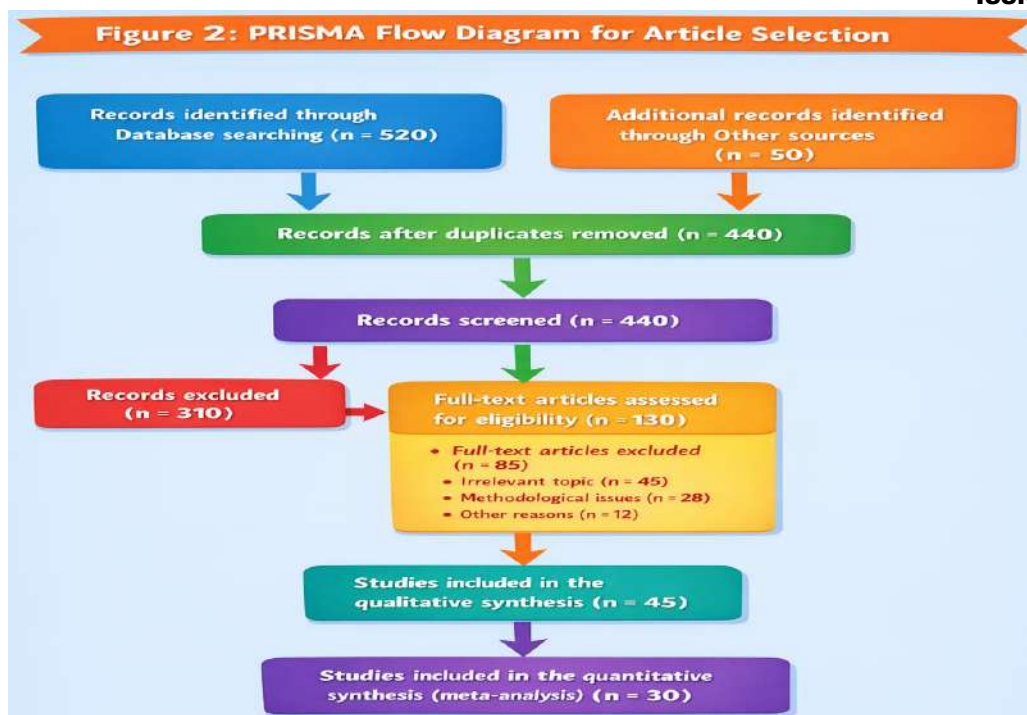 Figure 2: PRISMA Flow Diagram for Article Selection
Records identified through
Database searching (n = 520)
Additional records identified
through Other sources
(n = 50)
Records after duplicates removed (n = 440)
Records screened (n = 440)
Records excluded
(n = 310)
Full-text articles assessed
for eligibility (n = 130)
• Full-text articles excluded
(n = 85)
• Irrelevant topic (n = 45)
• Methodological issues (n = 28)
• Other reasons (n = 12)
Studies included in the
qualitative synthesis (n = 45)
Studies included in the quantitative
synthesis (meta-analysis) (n = 30)